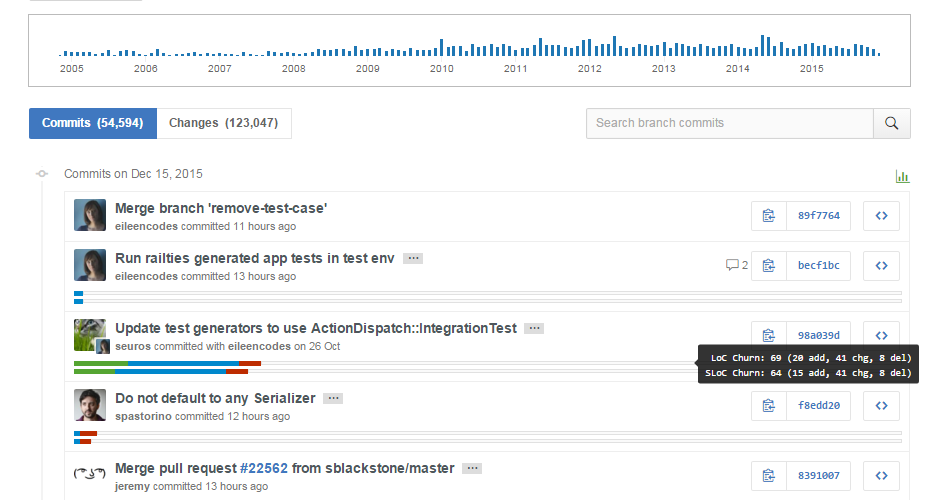 2005 2006 2007 2008 2009 2010 2011 2012 2013 2014 2015
Commits (54,594) Changes (123,047) Search branch commits
Commits on Dec 15, 2015
Merge branch 'remove-test-case'
eileencodes committed 11 hours ago
89f7764
Run railties generated app tests in test env ...
eileencodes committed 13 hours ago
2 becf1bc
Update test generators to use ActionDispatch::IntegrationTest ...
seuros committed with eileencodes on 26 Oct
98a039d
LoC Churn: 69 (20 add, 41 chg, 8 del)
SLoC Churn: 64 (15 add, 41 chg, 8 del)
Do not default to any Serializer ...
spastorino committed 12 hours ago
f8edd20
Merge pull request #22562 from sblackstone/master ...
jeremy committed 13 hours ago
8391007